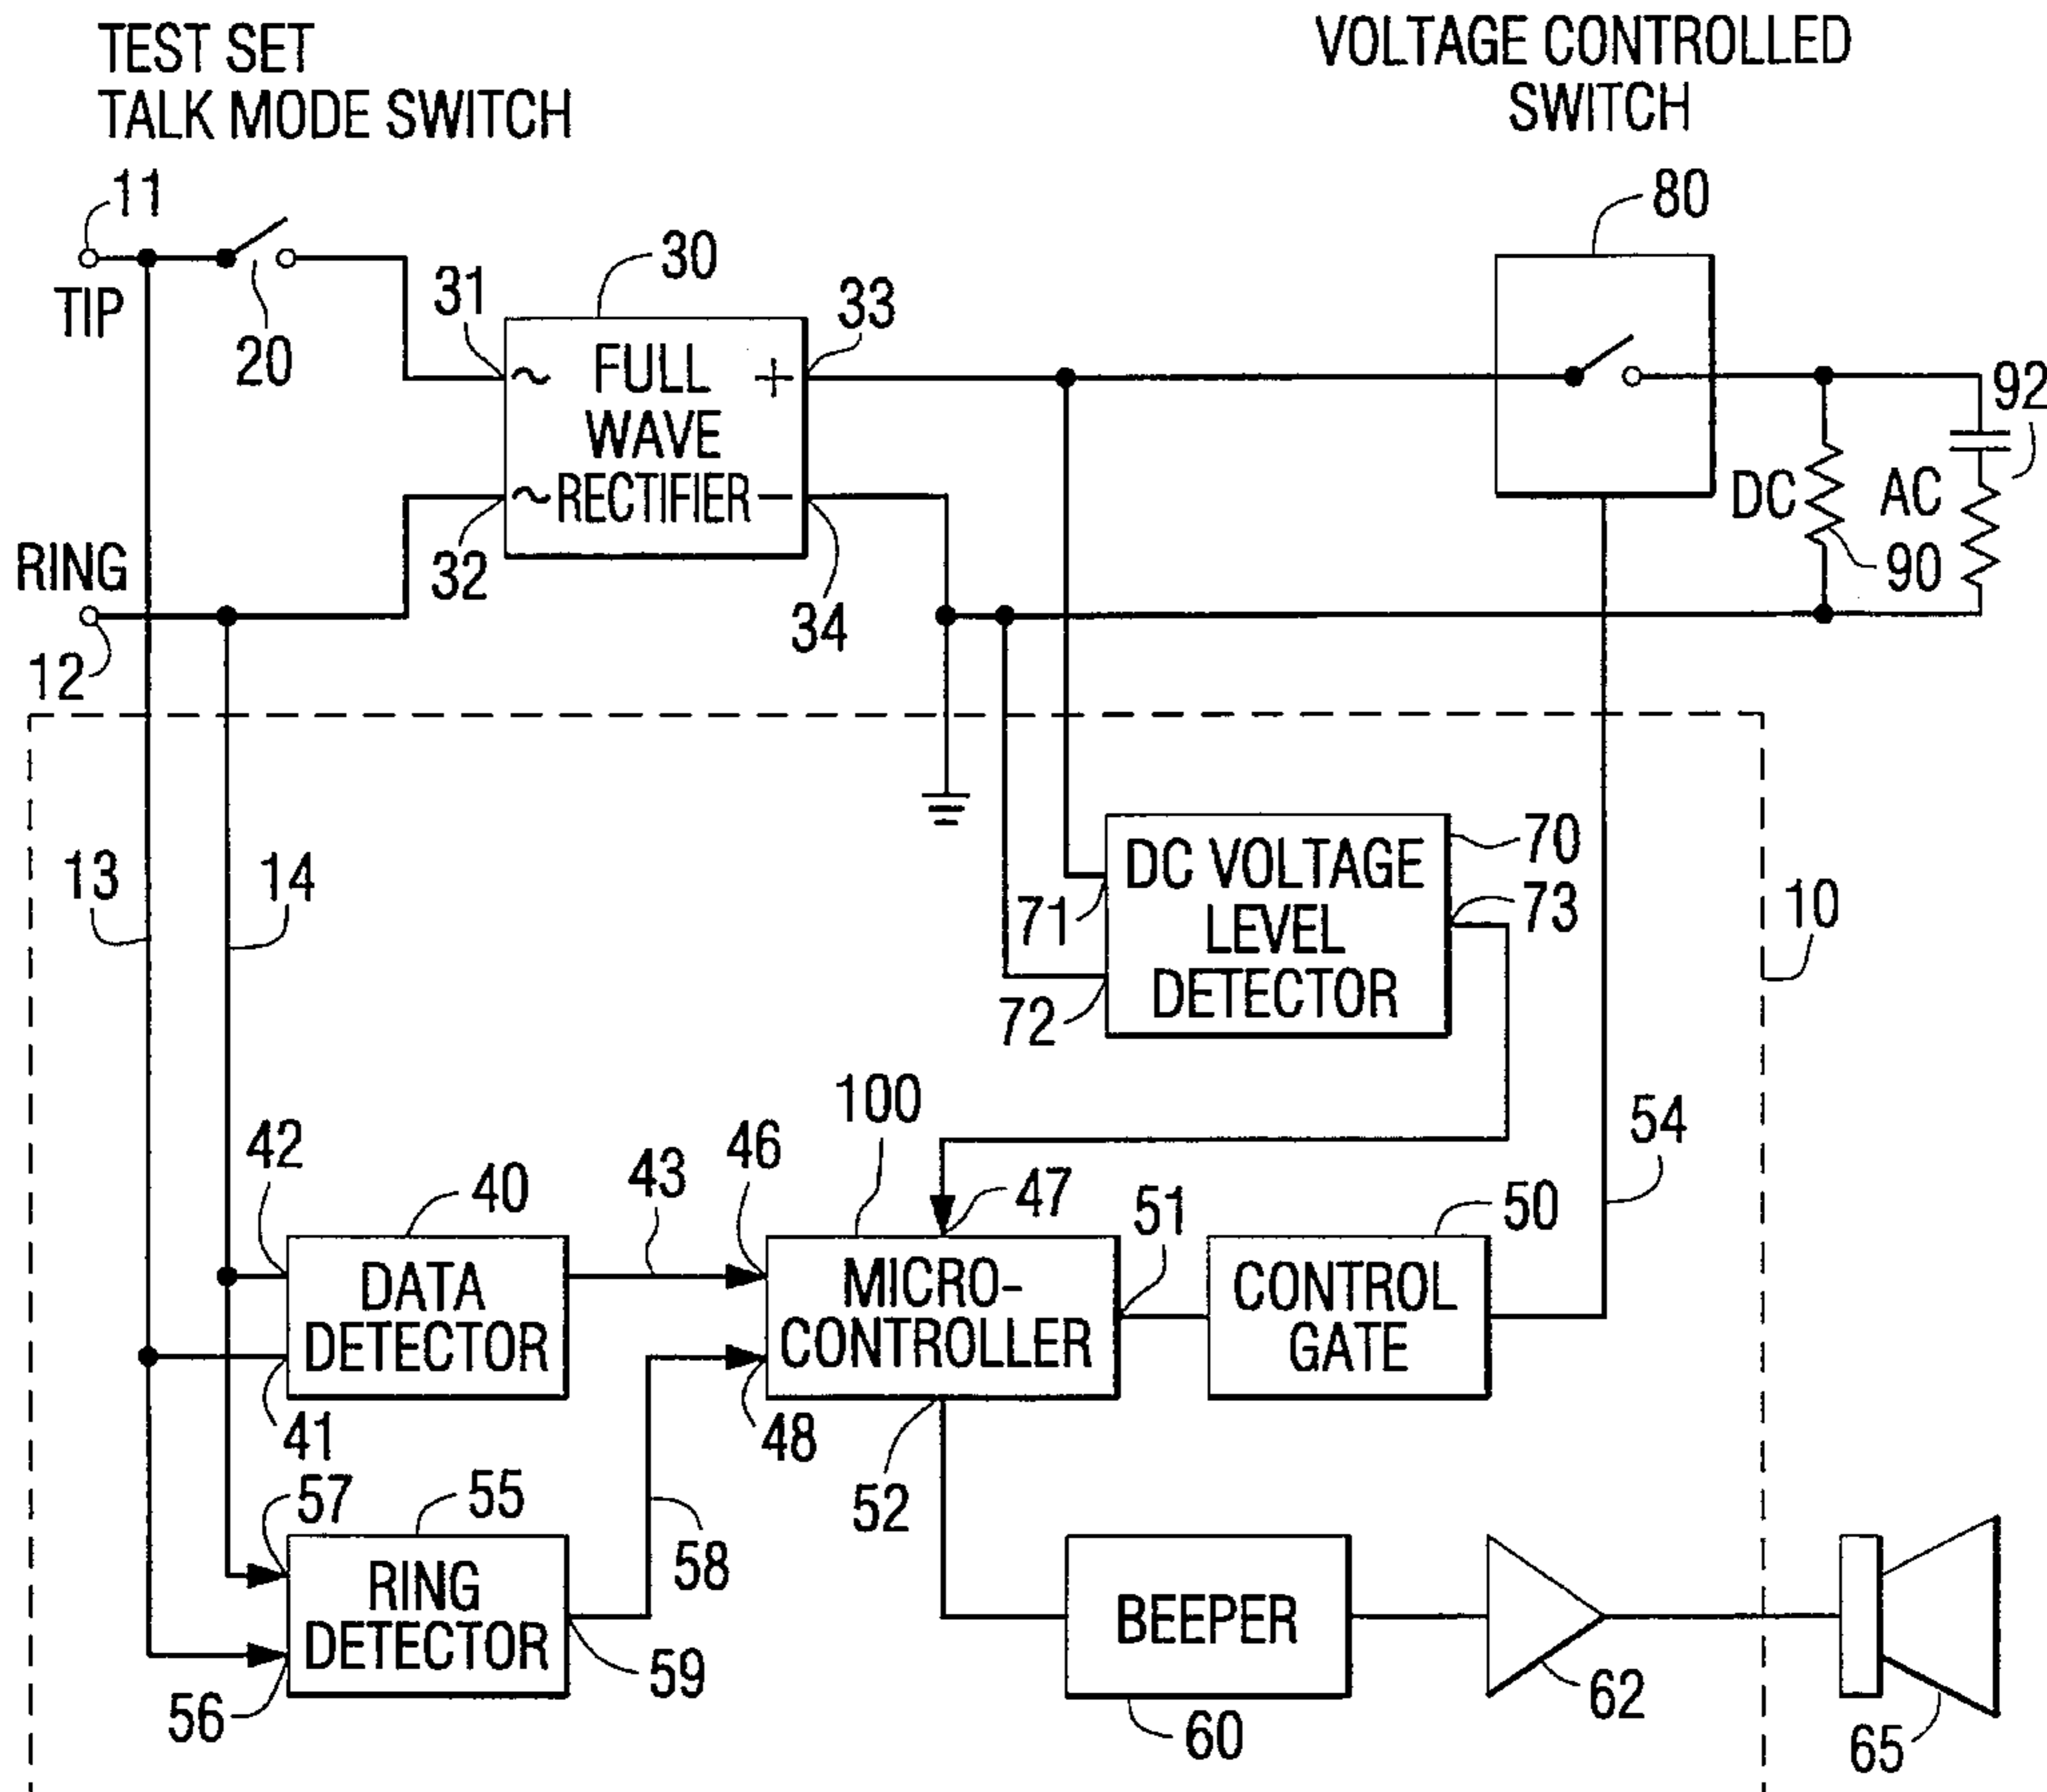 TEST SET
TALK MODE SWITCH
VOLTAGE CONTROLLED
SWITCH
11
80
TIP
20
30
31
33
~ FULL +
WAVE
~ RECTIFIER −
32
34
92
DC
AC
90
RING
12
13
14
70
DC VOLTAGE
LEVEL
DETECTOR
71
73
72
10
100
54
42
40
43
46
47
51
50
DATA
DETECTOR
MICRO-
CONTROLLER
CONTROL
GATE
41
48
57
55
52
58
RING
DETECTOR
BEEPER
59
56
60
62
65